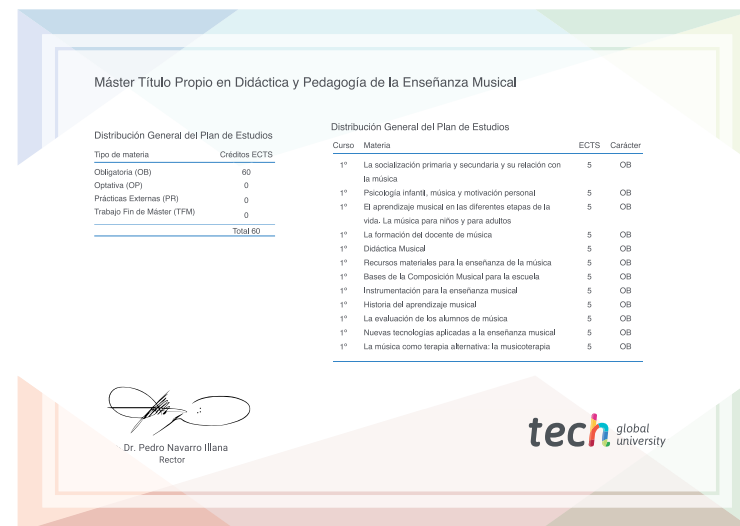 Máster Título Propio en Didáctica y Pedagogía de la Enseñanza Musical
Distribución General del Plan de Estudios
Tipo de materia Créditos ECTS
Obligatoria (OB) 60
Optativa (OP) 0
Prácticas Externas (PR) 0
Trabajo Fin de Máster (TFM) 0
Total 60
Distribución General del Plan de Estudios
Curso Materia ECTS Carácter
1º La socialización primaria y secundaria y su relación con 5 OB
la música
1º Psicología infantil, música y motivación personal 5 OB
1º El aprendizaje musical en las diferentes etapas de la 5 OB
vida. La música para niños y para adultos
1º La formación del docente de música 5 OB
1º Didáctica Musical 5 OB
1º Recursos materiales para la enseñanza de la música 5 OB
1º Bases de la Composición Musical para la escuela 5 OB
1º Instrumentación para la enseñanza musical 5 OB
1º Historia del aprendizaje musical 5 OB
1º La evaluación de los alumnos de música 5 OB
1º Nuevas tecnologías aplicadas a la enseñanza musical 5 OB
1º La música como terapia alternativa: la musicoterapia 5 OB
Dr. Pedro Navarro Illana
Rector
tech global
university